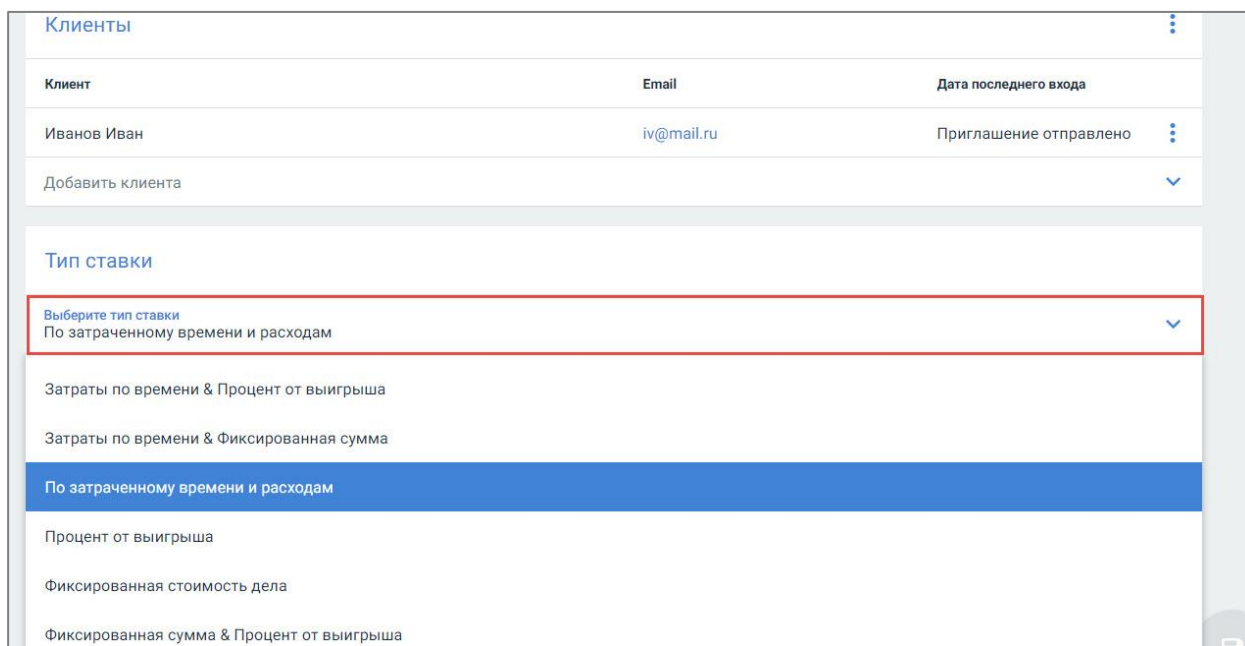 Клиенты
Клиент Email Дата последнего входа
Иванов Иван iv@mail.ru Приглашение отправлено
Добавить клиента
Тип ставки
Выберите тип ставки
По затраченному времени и расходам
Затраты по времени & Процент от выигрыша
Затраты по времени & Фиксированная сумма
По затраченному времени и расходам
Процент от выигрыша
Фиксированная стоимость дела
Фиксированная сумма & Процент от выигрыша